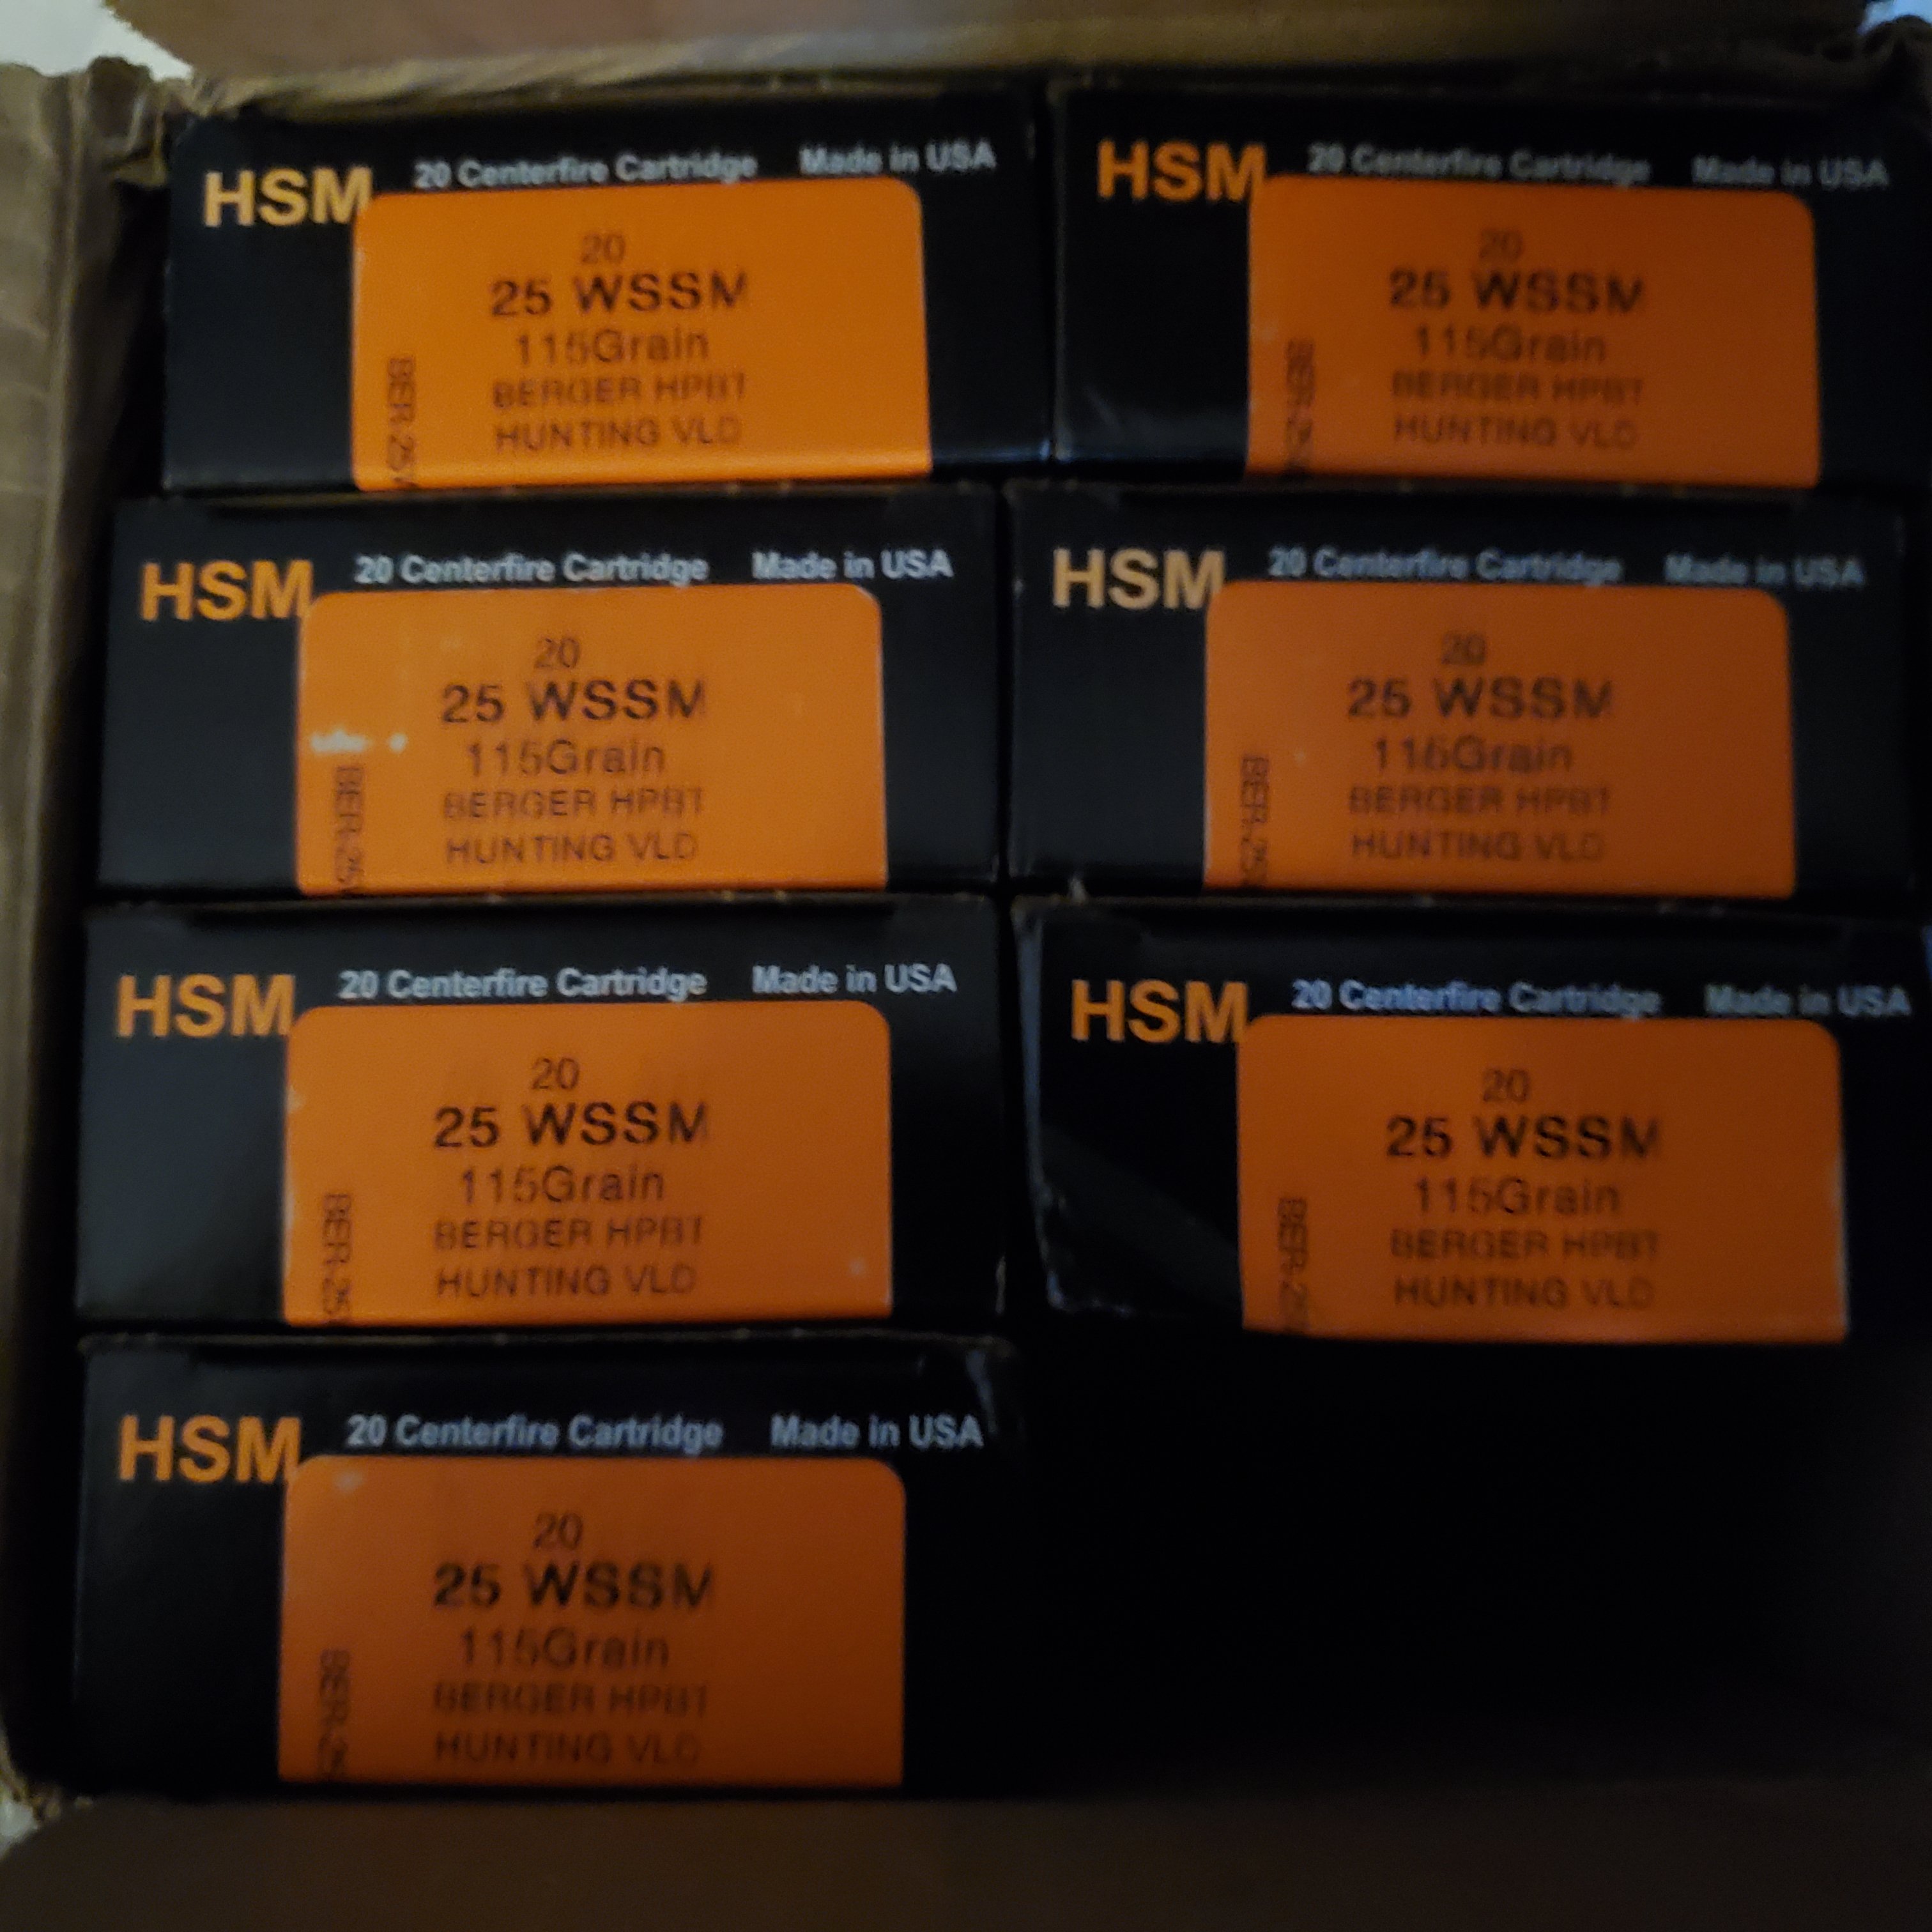 HSM 20 Centerfire Cartridge Made in USA
20
25 WSSM
115Grain
BERGER HPBT
HUNTING VLD
HSM 20 Centerfire Cartridge Made in USA
20
25 WSSM
115Grain
BERGER HPBT
HUNTING VLD
HSM 20 Centerfire Cartridge Made in USA
20
25 WSSM
115Grain
BERGER HPBT
HUNTING VLD
HSM 20 Centerfire Cartridge Made in USA
20
25 WSSM
115Grain
BERGER HPBT
HUNTING VLD
HSM 20 Centerfire Cartridge Made in USA
20
25 WSSM
115Grain
BERGER HPBT
HUNTING VLD
HSM 20 Centerfire Cartridge Made in USA
20
25 WSSM
115Grain
BERGER HPBT
HUNTING VLD
HSM 20 Centerfire Cartridge Made in USA
20
25 WSSM
115Grain
BERGER HPBT
HUNTING VLD